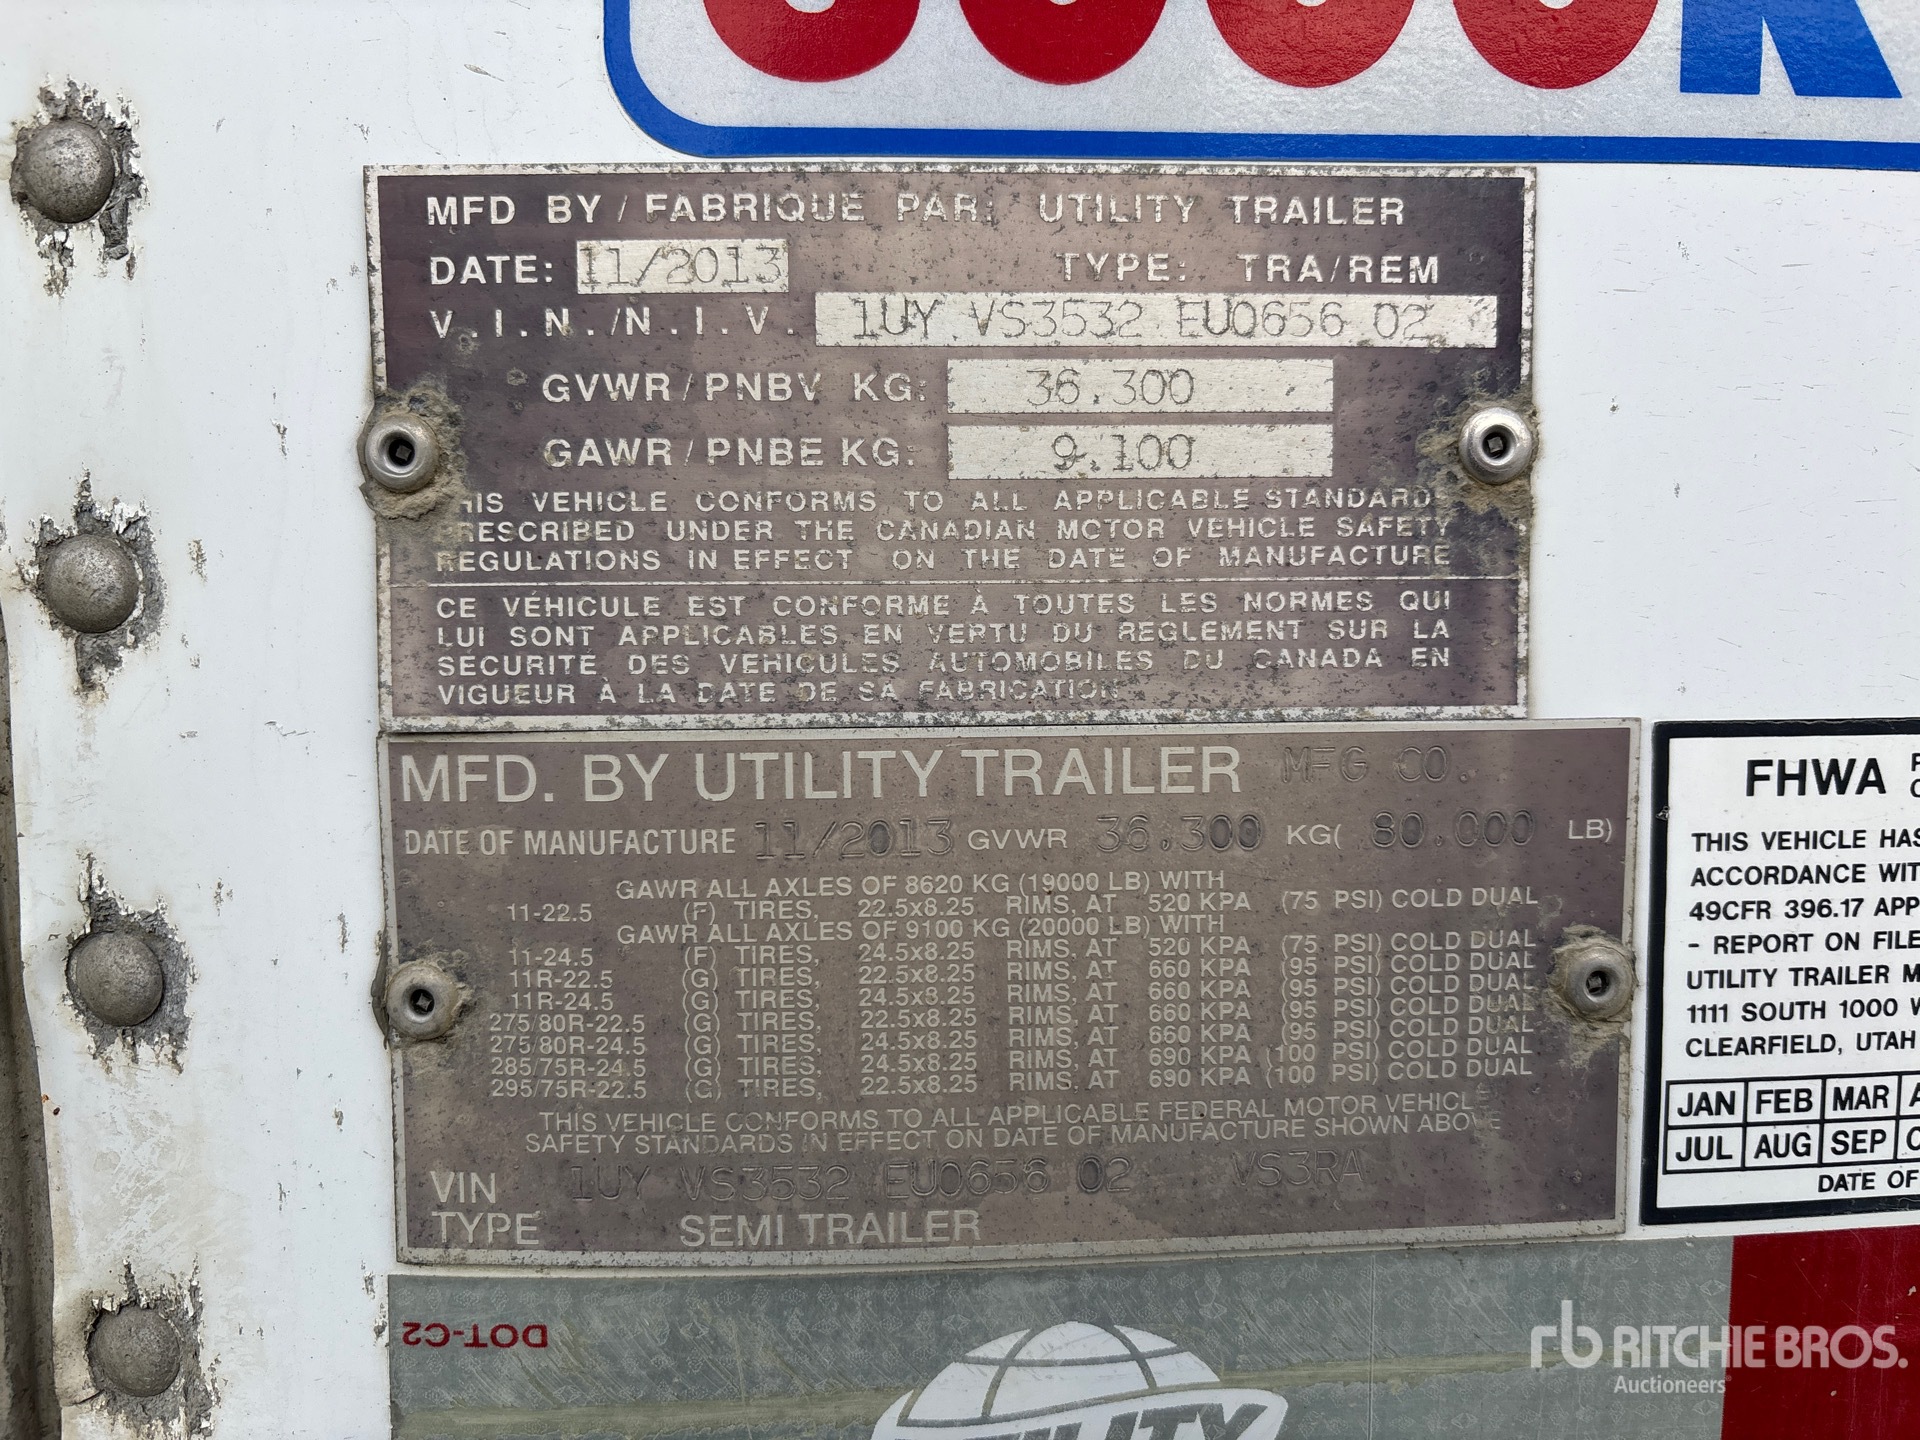 MFD BY / FABRIQUE PAR: UTILITY TRAILER
DATE: 11/2013 TYPE: TRA/REM
V.I.N./N.I.V. 1UY VS3532 EU0656 02
GVWR/PNBV KG: 36.300
GAWR/PNBE KG: 9.100
HIS VEHICLE CONFORMS TO ALL APPLICABLE STANDARDS
PRESCRIBED UNDER THE CANADIAN MOTOR VEHICLE SAFETY
REGULATIONS IN EFFECT ON THE DATE OF MANUFACTURE
CE VÉHICULE EST CONFORME À TOUTES LES NORMES QUI
LUI SONT APPLICABLES EN VERTU DU REGLEMENT SUR LA
SÉCURITÉ DES VEHICULES AUTOMOBILES DU CANADA EN
VIGUEUR À LA DATE DE SA FABRICATION
MFD. BY UTILITY TRAILER MFG CO.
DATE OF MANUFACTURE 11/2013 GVWR 36.300 KG( 80.000 LB)
GAWR ALL AXLES OF 8620 KG (19000 LB) WITH
11-22.5 (F) TIRES, 22.5x8.25 RIMS, AT 520 KPA (75 PSI) COLD DUAL
GAWR ALL AXLES OF 9100 KG (20000 LB) WITH
11-24.5 (F) TIRES, 24.5x8.25 RIMS, AT 520 KPA (75 PSI) COLD DUAL
11R-22.5 (G) TIRES, 22.5x8.25 RIMS, AT 660 KPA (95 PSI) COLD DUAL
11R-24.5 (G) TIRES, 24.5x8.25 RIMS, AT 660 KPA (95 PSI) COLD DUAL
275/80R-22.5 (G) TIRES, 22.5x8.25 RIMS, AT 660 KPA (95 PSI) COLD DUAL
275/80R-24.5 (G) TIRES, 24.5x8.25 RIMS, AT 660 KPA (95 PSI) COLD DUAL
285/75R-24.5 (G) TIRES, 24.5x8.25 RIMS, AT 690 KPA (100 PSI) COLD DUAL
295/75R-22.5 (G) TIRES, 22.5x8.25 RIMS, AT 690 KPA (100 PSI) COLD DUAL
THIS VEHICLE CONFORMS TO ALL APPLICABLE FEDERAL MOTOR VEHICLE
SAFETY STANDARDS IN EFFECT ON DATE OF MANUFACTURE SHOWN ABOVE
VIN 1UY VS3532 EU0656 02 VS3RA
TYPE SEMI TRAILER
FHWA
THIS VEHICLE HAS
ACCORDANCE WIT
49CFR 396.17 APP
- REPORT ON FILE
UTILITY TRAILER M
1111 SOUTH 1000 W
CLEARFIELD, UTAH
JAN FEB MAR A
JUL AUG SEP O
DATE OF
DOT-C2
UTILITY
rb RITCHIE BROS.
Auctioneers